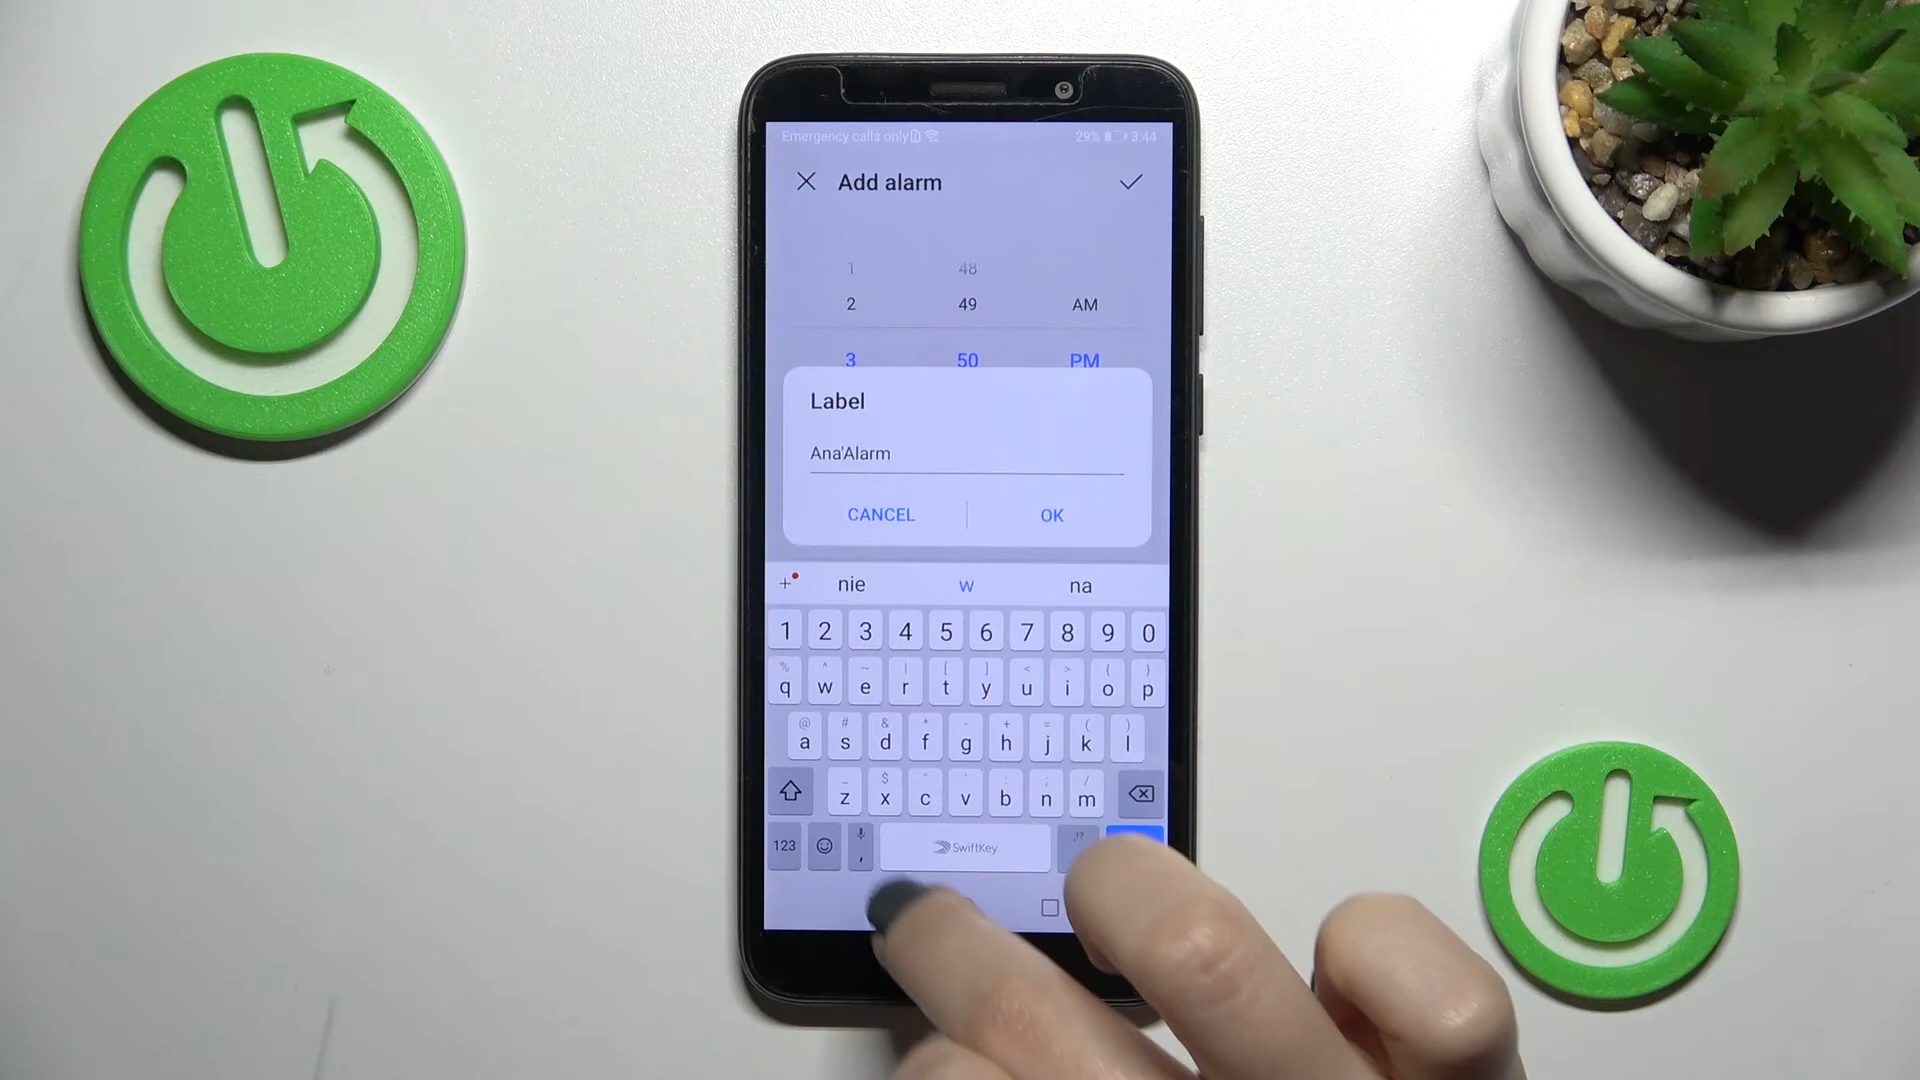 Emergency calls only 29% 3:44
Add alarm
1 48
2 49 AM
3 50 PM
Label
Ana'Alarm
CANCEL OK
nie w na
1 2 3 4 5 6 7 8 9 0
% ^ ~ | [ ] < > { }
q w e r t y u i o p
@ # & * - + = ( )
a s d f g h j k l
_ $ " ' : ; /
z x c v b n m
123 , SwiftKey ,!?